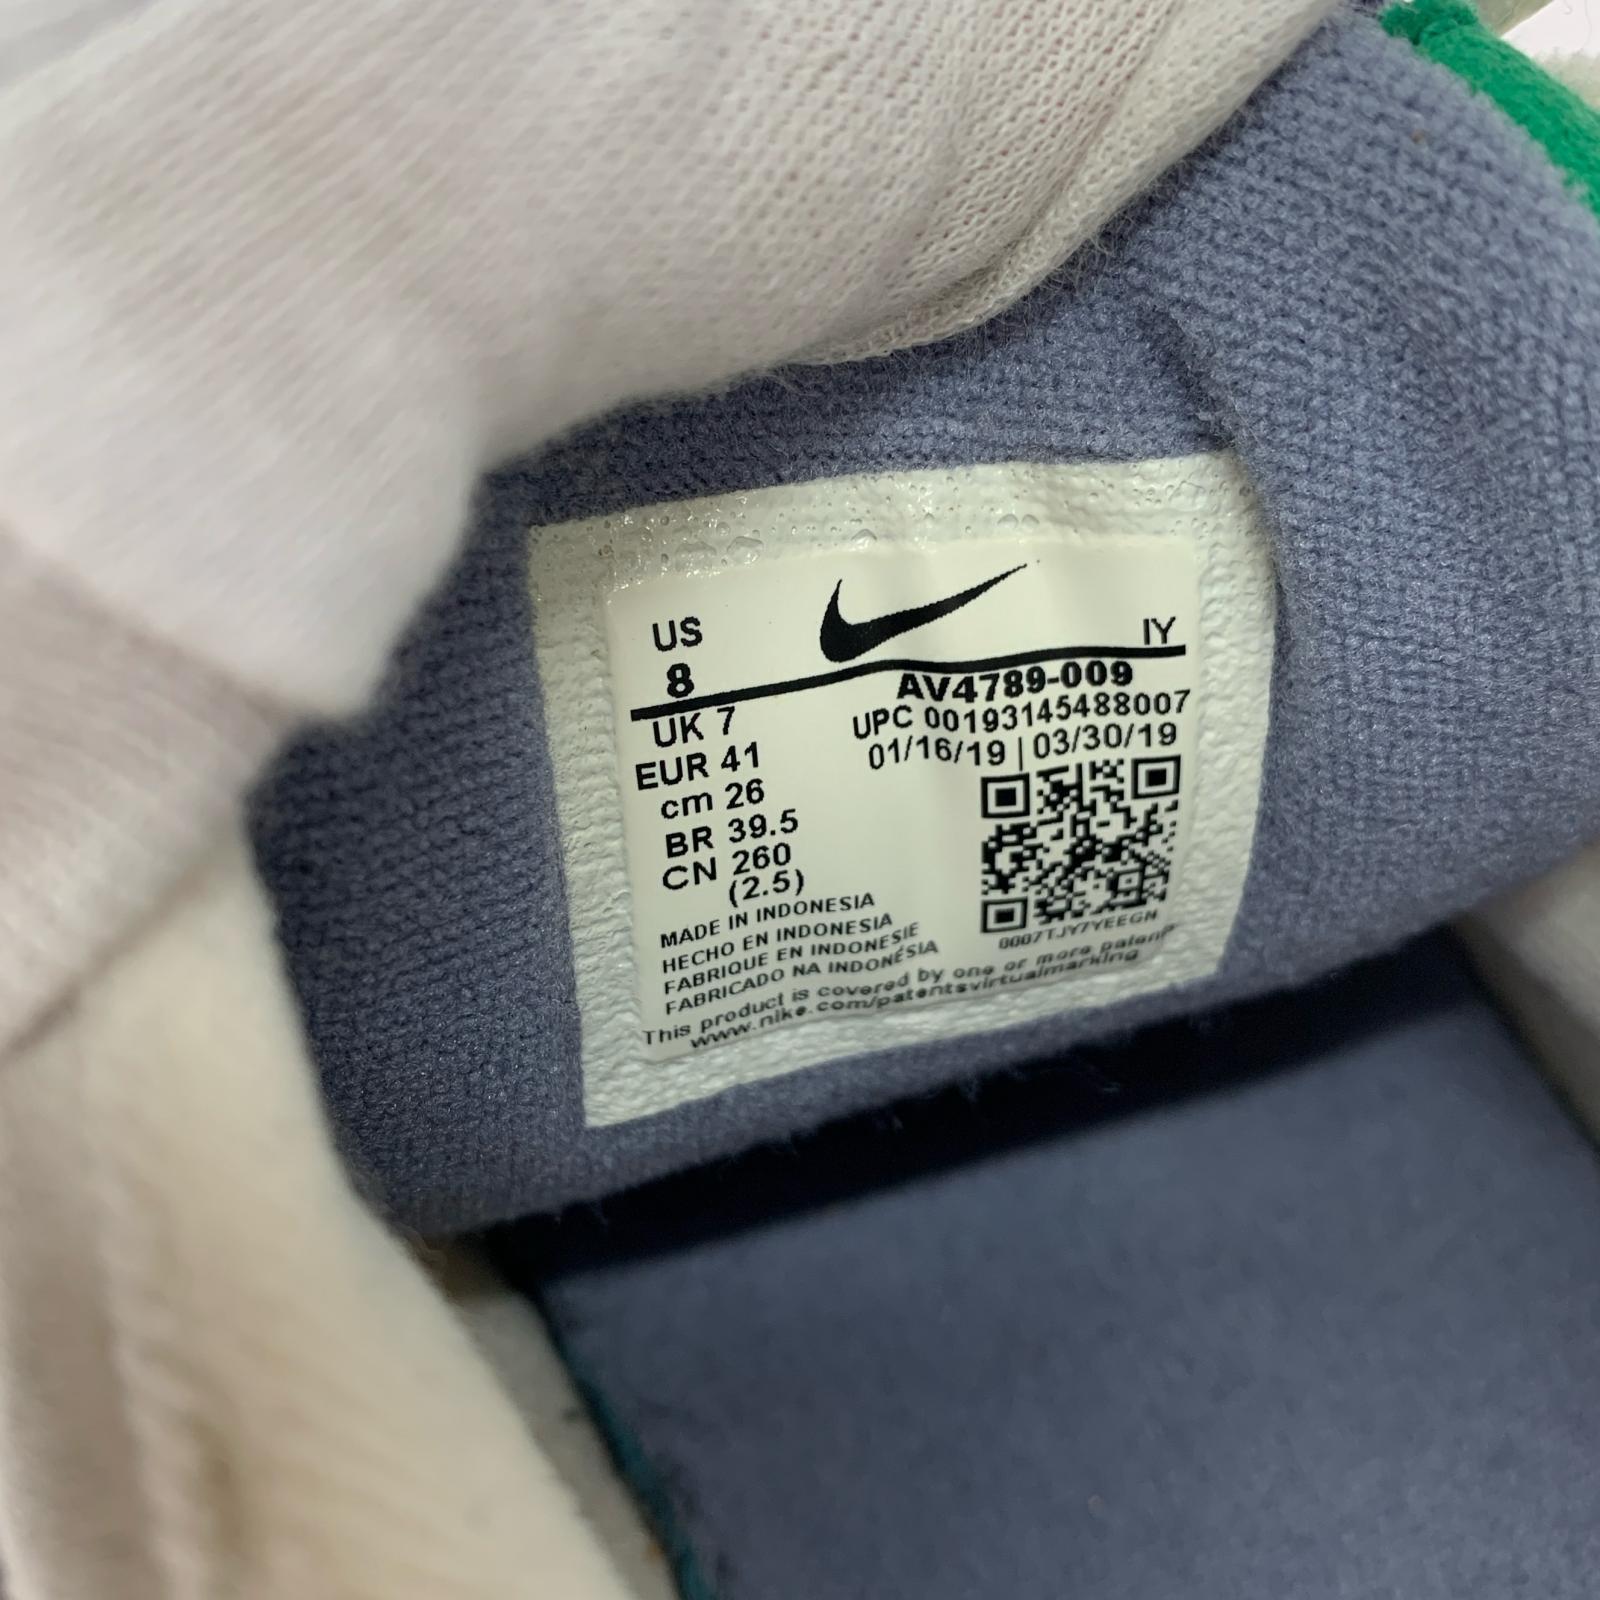 US
8
IY
AV4789-009
UPC 00193145488007
01/16/19 | 03/30/19
UK 7
EUR 41
cm 26
BR 39.5
CN 260
(2.5)
MADE IN INDONESIA
HECHO EN INDONESIA
FABRIQUE EN INDONESIE
FABRICADO NA INDONÉSIA
0007TJY7YEEGN
This product is covered by one or more patent
www.nike.com/patentsvirtualmarking